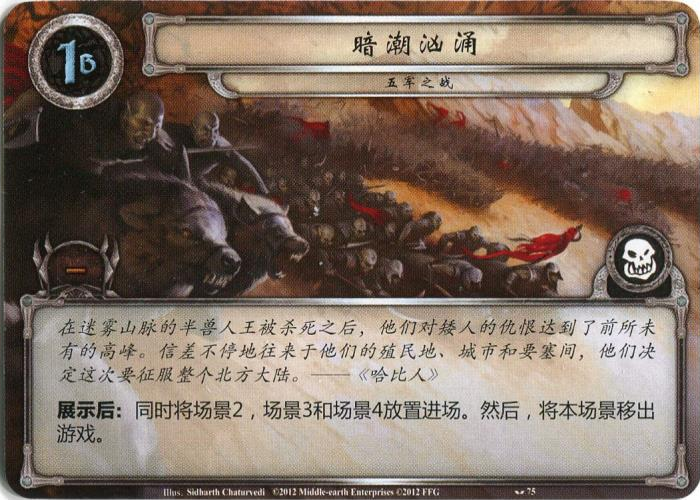 1B
暗潮汹涌
五军之战
–
在迷雾山脉的半兽人王被杀死之后，他们对矮人的仇恨达到了前所未
有的高峰。信差不停地往来于他们的殖民地、城市和要塞间，他们决
定这次要征服整个北方大陆。——《哈比人》
展示后：同时将场景2，场景3和场景4放置进场。然后，将本场景移出
游戏。
Illus. Sidharth Chaturvedi ©2012 Middle-earth Enterprises ©2012 FFG 75